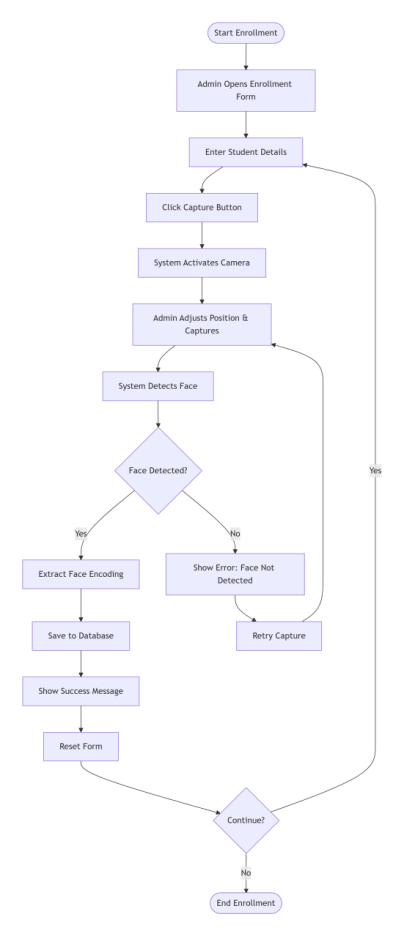 Start Enrollment
Admin Opens Enrollment
Form
Enter Student Details
Click Capture Button
System Activates Camera
Admin Adjusts Position &
Captures
System Detects Face
Face Detected?
Yes
No
Yes
Extract Face Encoding
Show Error: Face Not
Detected
Save to Database
Retry Capture
Show Success Message
Reset Form
Continue?
No
End Enrollment